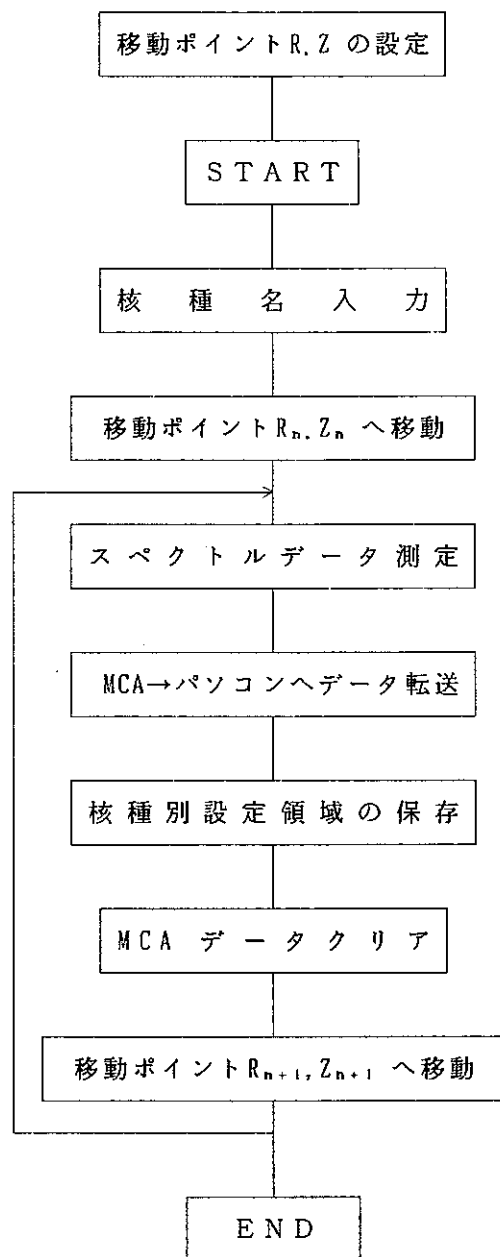 移動ポイントR, Z の設定
START
核種名入力
移動ポイントRₙ, Zₙ へ移動
スペクトルデータ測定
MCA→パソコンへデータ転送
核種別設定領域の保存
MCA データクリア
移動ポイントRₙ₊₁, Zₙ₊₁ へ移動
END